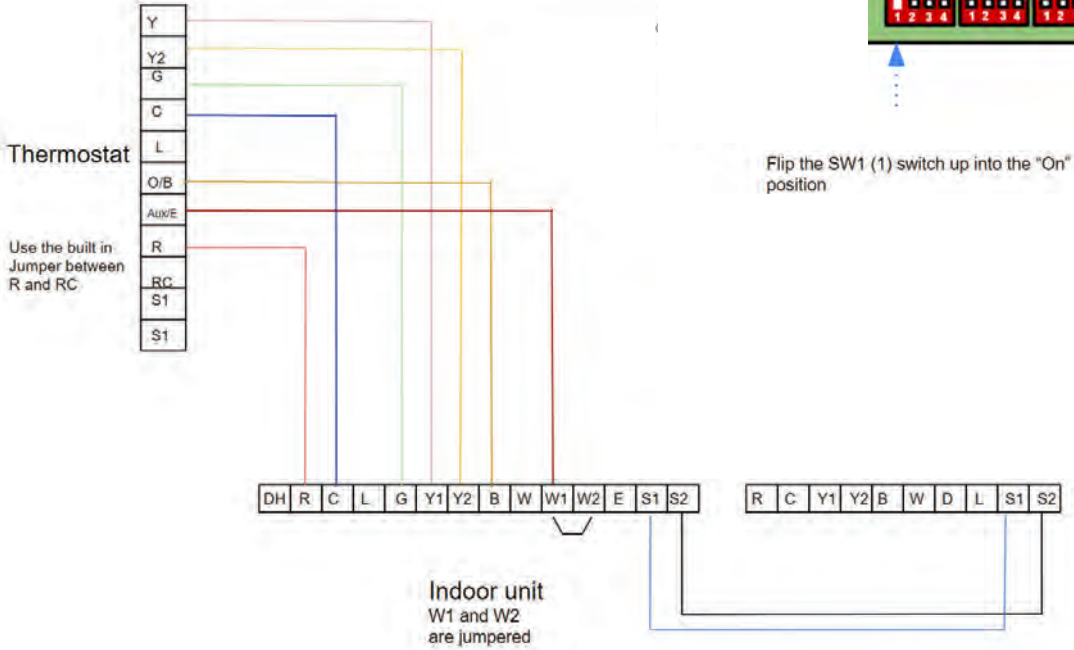 Y
Y2
G
C
L
O/B
Aux/E
R
RC
S1
S1
Thermostat
Use the built in
Jumper between
R and RC
1 2 3 4 1 2 3 4 1 2
Flip the SW1 (1) switch up into the “On”
position
DH R C L G Y1 Y2 B W W1 W2 E S1 S2
R C Y1 Y2 B W D L S1 S2
Indoor unit
W1 and W2
are jumpered